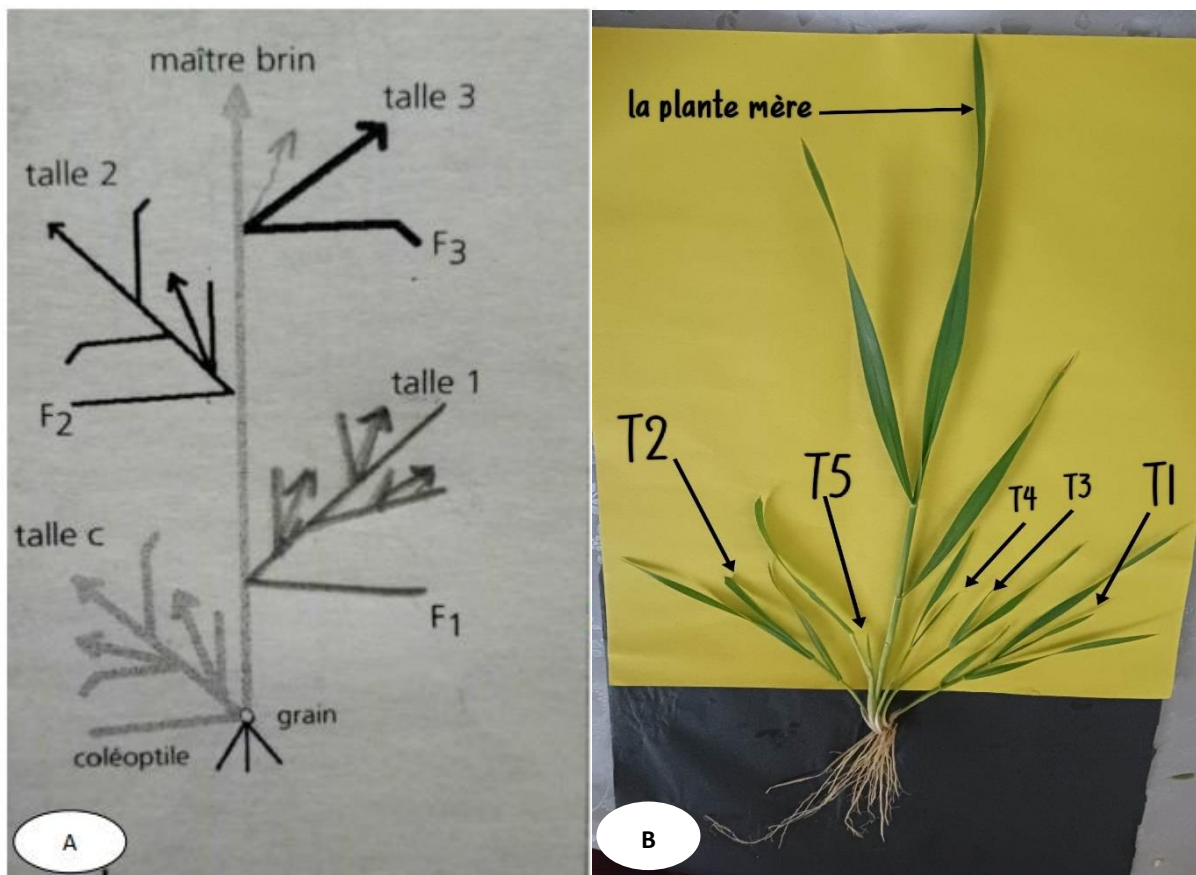 maître brin
talle 3
talle 2
F3
talle 1
F2
talle c
F1
grain
coléoptile
A
la plante mère
T2
T5
T4
T3
T1
B